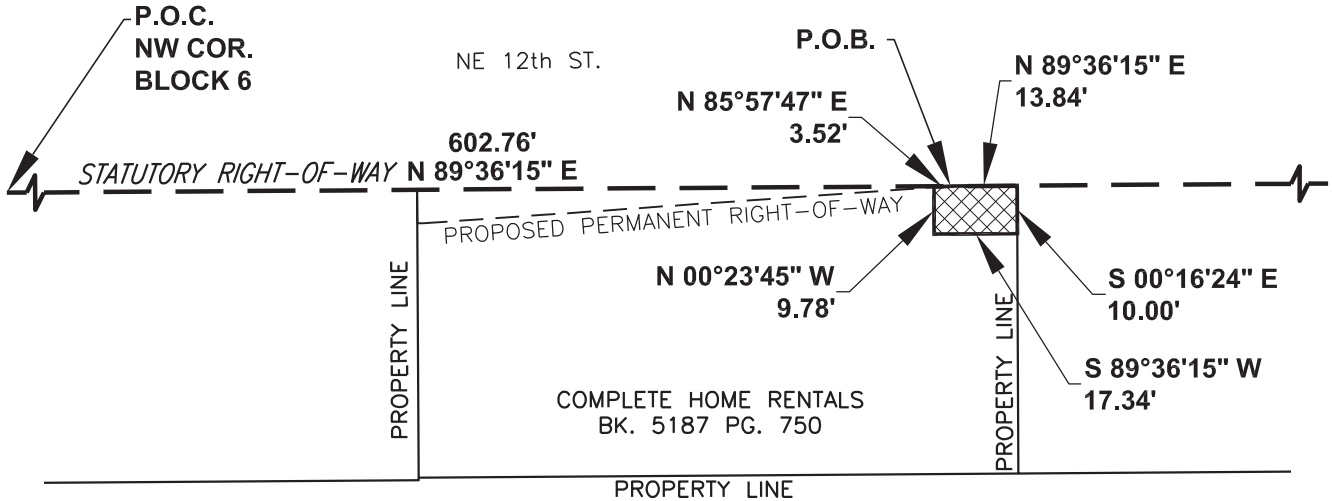 P.O.C.
NW COR.
BLOCK 6
NE 12th ST.
P.O.B.
N 89°36'15" E
13.84'
N 85°57'47" E
3.52'
602.76'
STATUTORY RIGHT-OF-WAY N 89°36'15" E
PROPOSED PERMANENT RIGHT-OF-WAY
PROPERTY LINE
N 00°23'45" W
9.78'
PROPERTY LINE
S 00°16'24" E
10.00'
S 89°36'15" W
17.34'
COMPLETE HOME RENTALS
BK. 5187 PG. 750
PROPERTY LINE